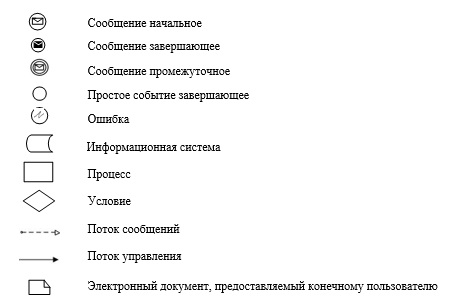 Сообщение начальное
Сообщение завершающее
Сообщение промежуточное
Простое событие завершающее
Ошибка
Информационная система
Процесс
Условие
Поток сообщений
Поток управления
Электронный документ, предоставляемый конечному пользователю